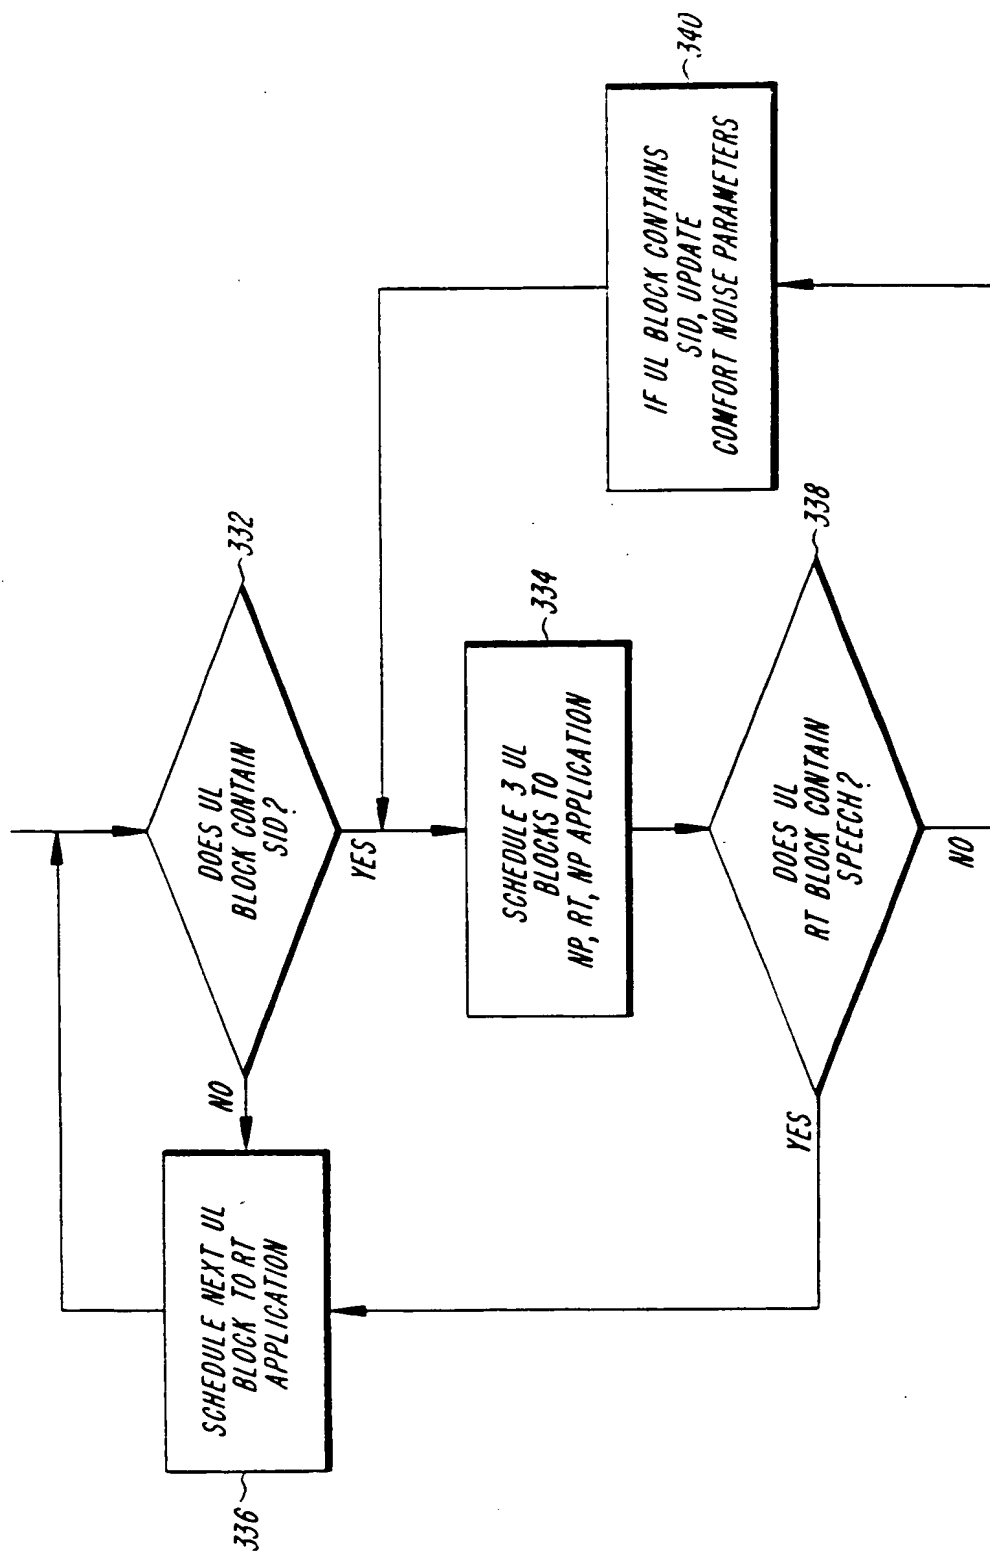 332
DOES UL
BLOCK CONTAIN
SID?
NO
YES
SCHEDULE NEXT UL
BLOCK TO RT
APPLICATION
336
SCHEDULE 3 UL
BLOCKS TO
NP, RT, NP APPLICATION
334
IF UL BLOCK CONTAINS
SID, UPDATE
COMFORT NOISE PARAMETERS
340
DOES UL
RT BLOCK CONTAIN
SPEECH?
338
YES
NO